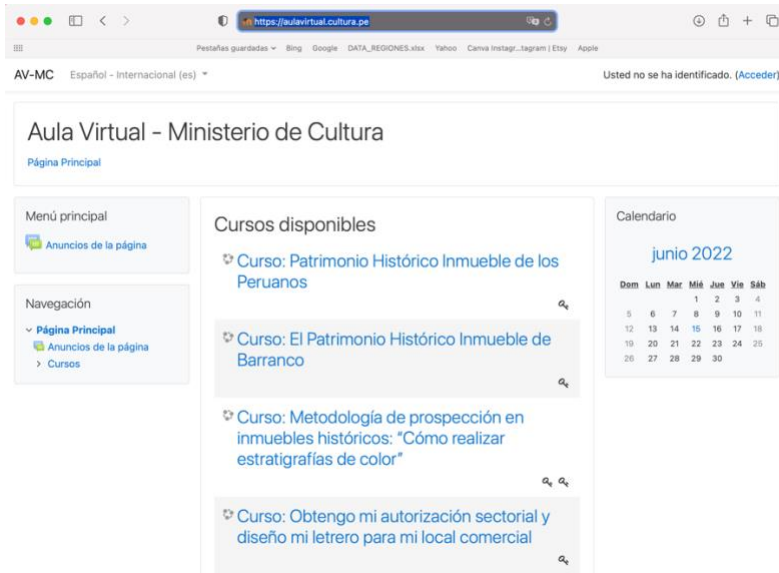 https://aulavirtual.cultura.pe
Pestañas guardadas Bing Google DATA_REGIONES.xlsx Yahoo Canva Instagr...tagram | Etsy Apple
AV-MC Español - Internacional (es) Usted no se ha identificado. (Acceder)
Aula Virtual - Ministerio de Cultura
Página Principal
Menú principal
Anuncios de la página
Navegación
Página Principal
Anuncios de la página
Cursos
Cursos disponibles
Curso: Patrimonio Histórico Inmueble de los
Peruanos
Curso: El Patrimonio Histórico Inmueble de
Barranco
Curso: Metodología de prospección en
inmuebles históricos: “Cómo realizar
estratigrafías de color”
Curso: Obtengo mi autorización sectorial y
diseño mi letrero para mi local comercial
Calendario
junio 2022
Dom Lun Mar Mié Jue Vie Sáb
1 2 3 4
5 6 7 8 9 10 11
12 13 14 15 16 17 18
19 20 21 22 23 24 25
26 27 28 29 30